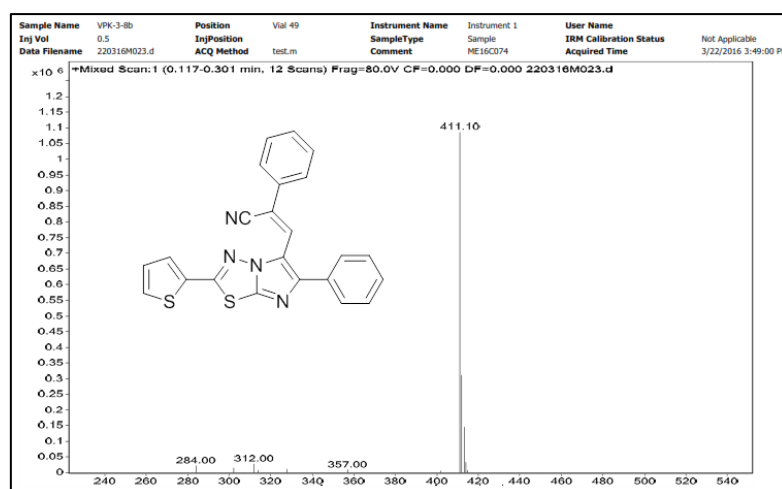 Sample Name VPK-3-8b Position Vial 49 Instrument Name Instrument 1 User Name
Inj Vol 0.5 InjPosition SampleType Sample IRM Calibration Status Not Applicable
Data Filename 220316M023.d ACQ Method test.m Comment ME16C074 Acquired Time 3/22/2016 3:49:00 P
x10 6 +Mixed Scan:1 (0.117-0.301 min, 12 Scans) Frag=80.0V CF=0.000 DF=0.000 220316M023.d
1.2
1.15
1.1
411.10
1.05
1
0.95
0.9
0.85
0.8
NC
0.75
0.7
N N
0.65
0.6
0.55
S S N
0.5
0.45
0.4
0.35
0.3
0.25
0.2
0.15
0.1
0.05
284.00 312.00 357.00
0
240 260 280 300 320 340 360 380 400 420 440 460 480 500 520 540